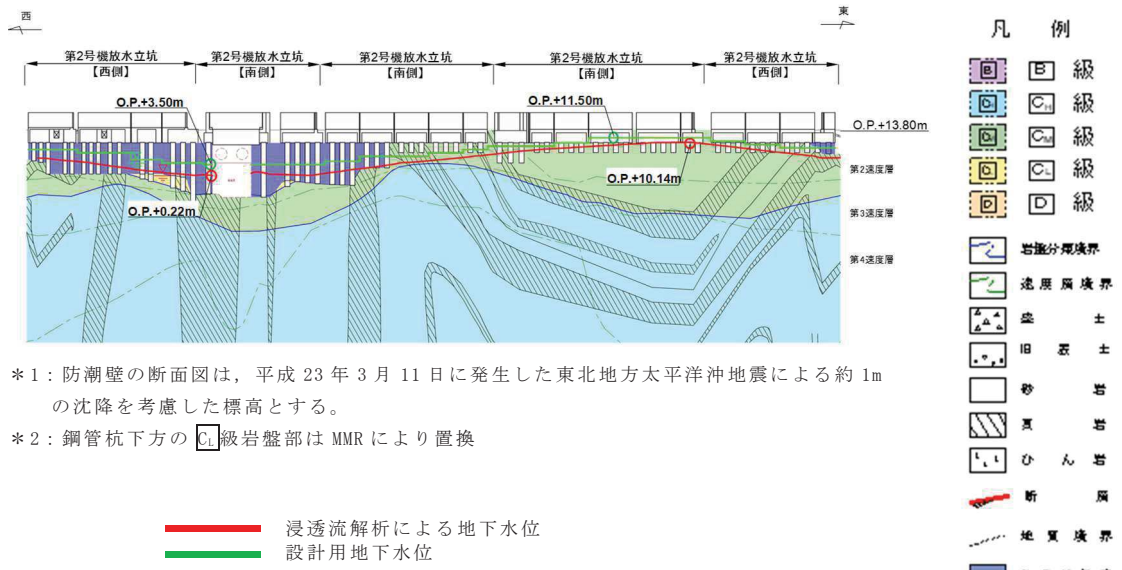 西
東
第2号機放水立坑
【西側】
第2号機放水立坑
【南側】
第2号機放水立坑
【南側】
第2号機放水立坑
【南側】
第2号機放水立坑
【西側】
O.P.+3.50m
O.P.+11.50m
O.P.+13.80m
O.P.+10.14m
O.P.+0.22m
第2速度層
第3速度層
第4速度層
凡例
B B 級
CH CH 級
CM CM 級
CL CL 級
D D 級
岩盤分類境界
速度層境界
盛土
旧表土
砂岩
頁岩
ひん岩
断層
地質境界
*1:防潮壁の断面図は,平成 23 年 3 月 11 日に発生した東北地方太平洋沖地震による約 1m
の沈降を考慮した標高とする。
*2:鋼管杭下方の CL 級岩盤部は MMR により置換
浸透流解析による地下水位
設計用地下水位